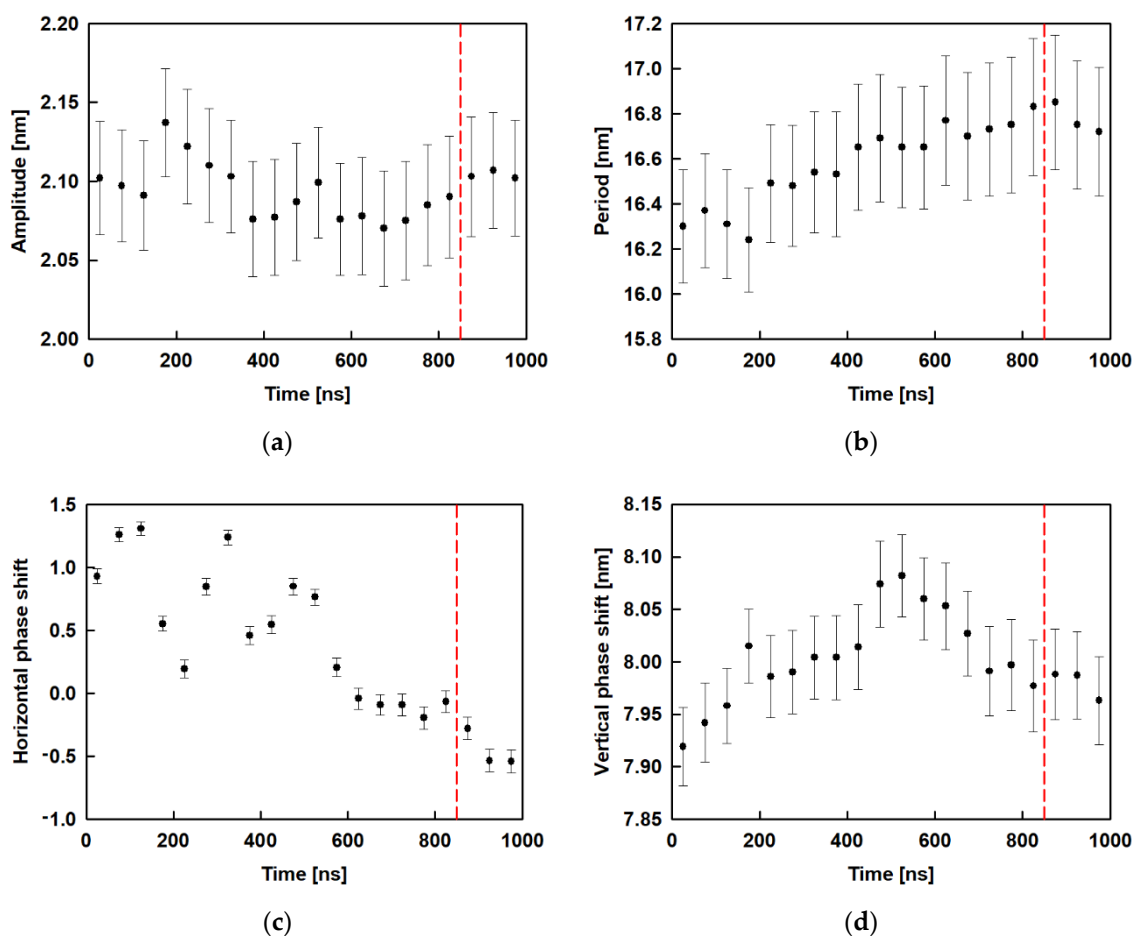 2.20
2.15
2.10
2.05
2.00
Amplitude [nm]
0 200 400 600 800 1000
Time [ns]
(a)
17.2
17.0
16.8
16.6
16.4
16.2
16.0
15.8
Period [nm]
0 200 400 600 800 1000
Time [ns]
(b)
1.5
1.0
0.5
0.0
-0.5
-1.0
Horizontal phase shift
0 200 400 600 800 1000
Time [ns]
(c)
8.15
8.10
8.05
8.00
7.95
7.90
7.85
Vertical phase shift [nm]
0 200 400 600 800 1000
Time [ns]
(d)